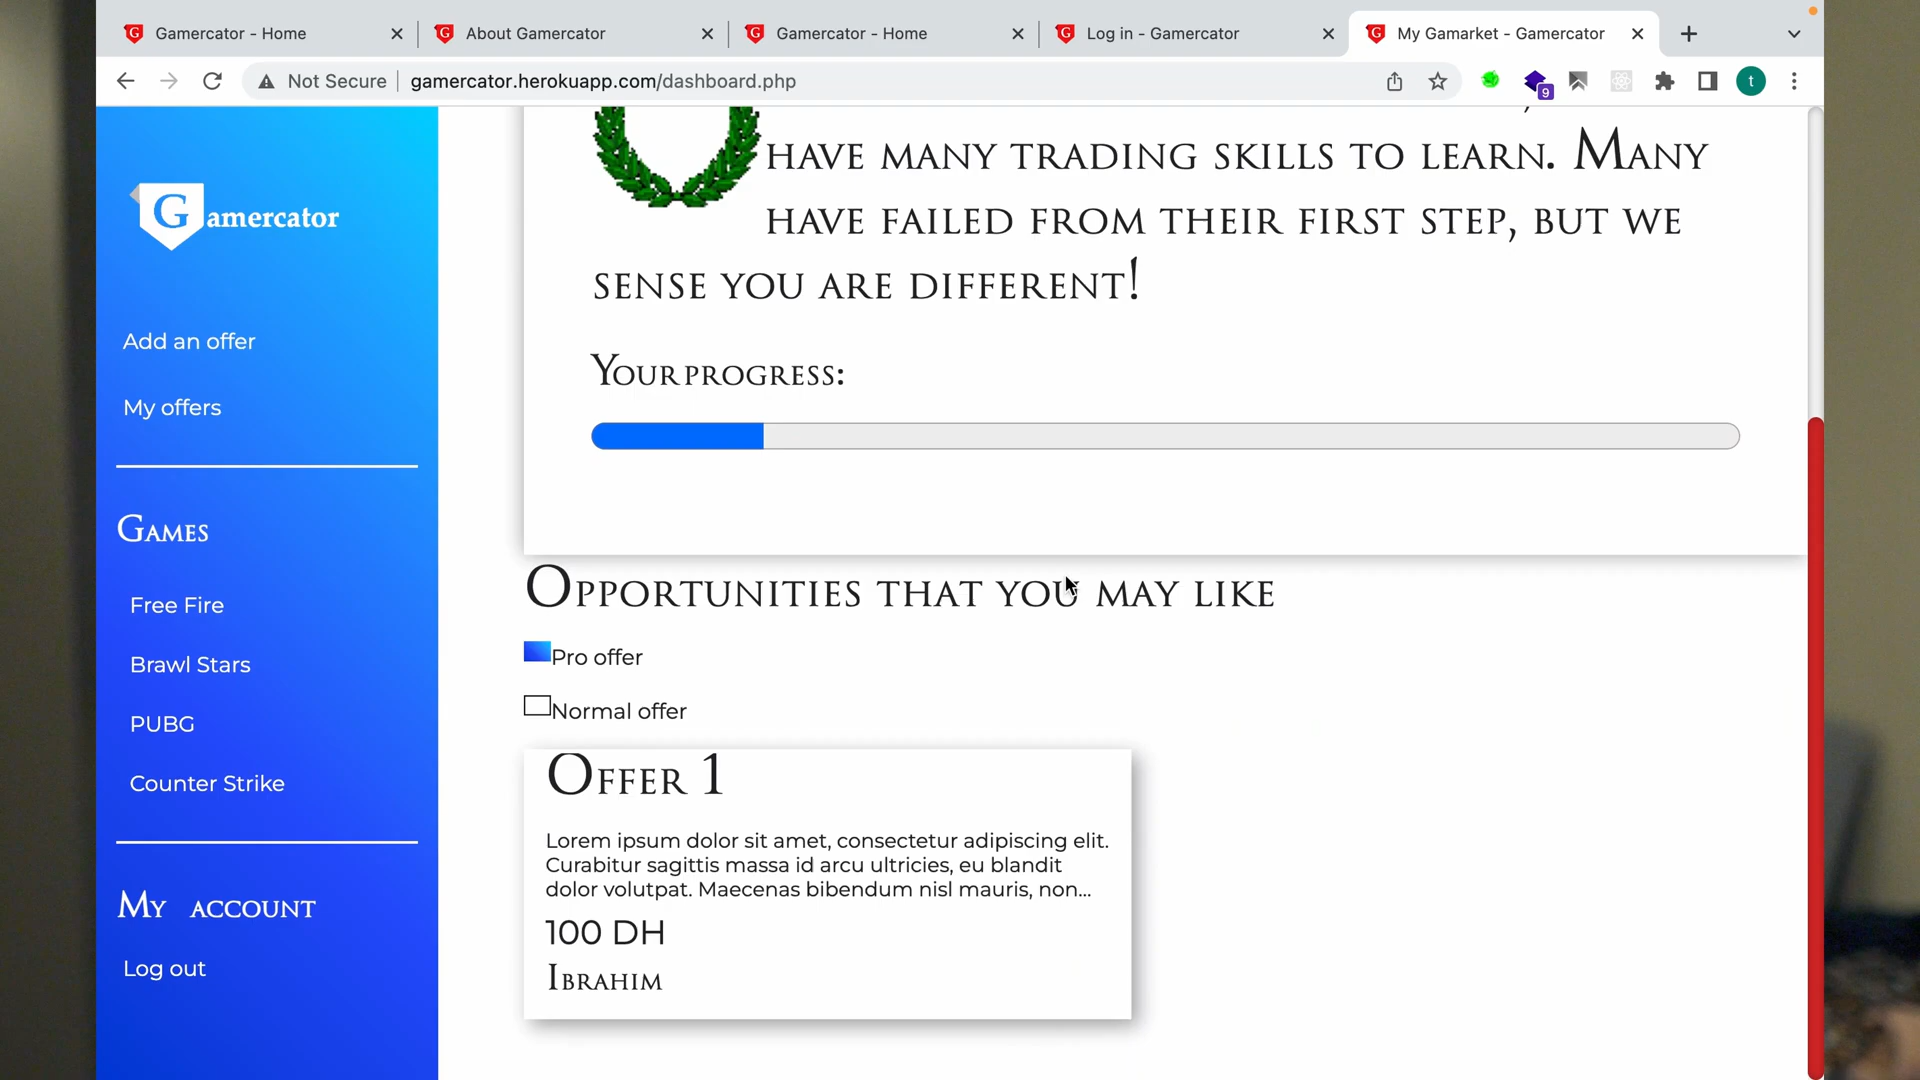 Gamercator - Home
About Gamercator
Gamercator - Home
Log in - Gamercator
My Gamarket - Gamercator
Not Secure
gamercator.herokuapp.com/dashboard.php
9
t
Gamercator
Add an offer
My offers
Games
Free Fire
Brawl Stars
PUBG
Counter Strike
My account
Log out
have many trading skills to learn. Many
have failed from their first step, but we
sense you are different!
Your progress:
Opportunities that you may like
Pro offer
Normal offer
Offer 1
Lorem ipsum dolor sit amet, consectetur adipiscing elit.
Curabitur sagittis massa id arcu ultricies, eu blandit
dolor volutpat. Maecenas bibendum nisl mauris, non...
100 DH
Ibrahim